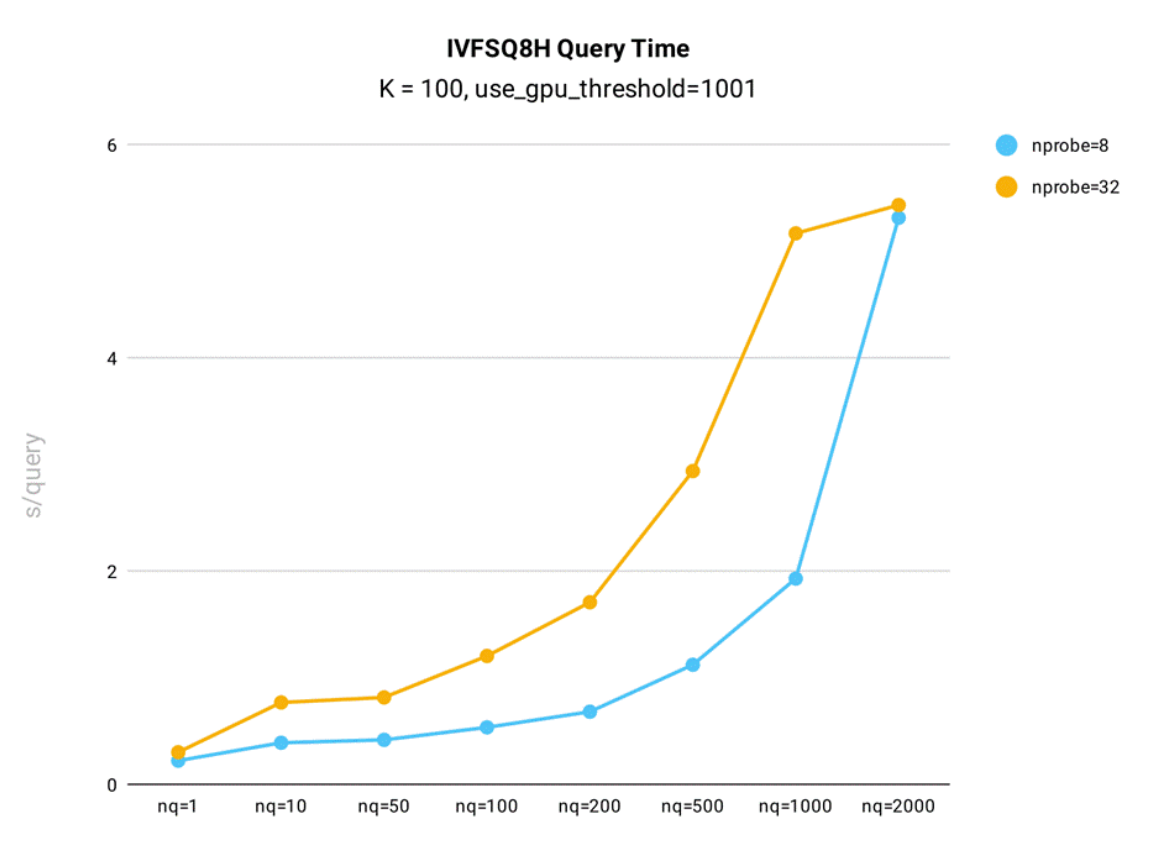 IVFSQ8H Query Time
K = 100, use_gpu_threshold=1001
6
4
2
0
s/query
nq=1
nq=10
nq=50
nq=100
nq=200
nq=500
nq=1000
nq=2000
nprobe=8
nprobe=32